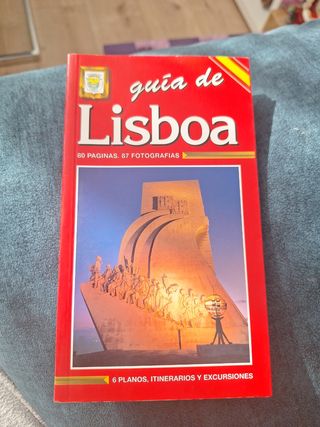 guía de
Lisboa
80 PAGINAS. 87 FOTOGRAFIAS
6 PLANOS, ITINERARIOS Y EXCURSIONES